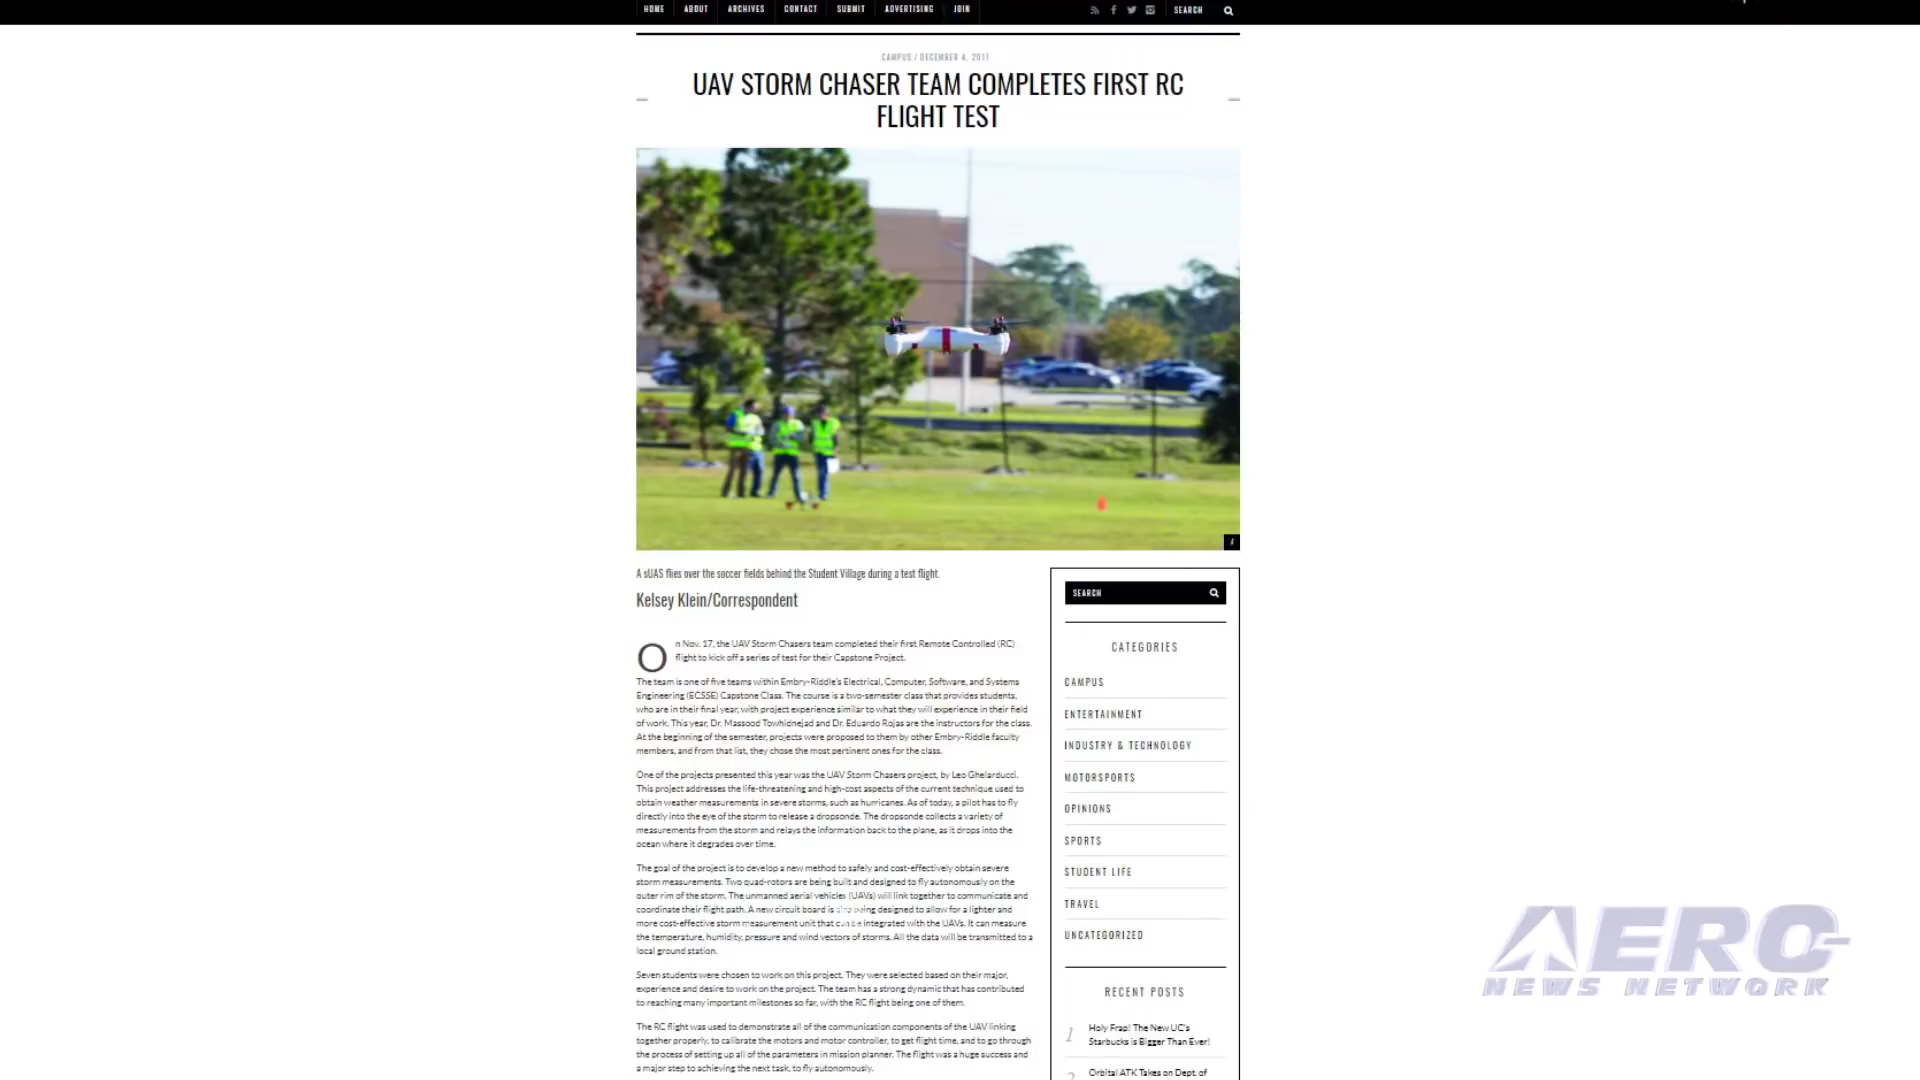 HOME ABOUT ARCHIVES CONTACT SUBMIT ADVERTISING JOIN SEARCH
CAMPUS / DECEMBER 4, 2017
UAV STORM CHASER TEAM COMPLETES FIRST RC
FLIGHT TEST
A sUAS flies over the soccer fields behind the Student Village during a test flight.
Kelsey Klein/Correspondent
On Nov. 17, the UAV Storm Chasers team completed their first Remote Controlled (RC)
flight to kick off a series of test for their Capstone Project.
The team is one of five teams within Embry-Riddle's Electrical, Computer, Software, and Systems
Engineering (ECSSE) Capstone Class. The course is a two-semester class that provides students,
who are in their final year, with project experience similar to what they will experience in their field
of work. This year, Dr. Massood Towhidnejad and Dr. Eduardo Rojas are the instructors for the class.
At the beginning of the semester, projects were proposed to them by other Embry-Riddle faculty
members, and from that list, they chose the most pertinent ones for the class.
One of the projects presented this year was the UAV Storm Chasers project, by Leo Ghelarducci.
This project addresses the life-threatening and high-cost aspects of the current technique used to
obtain weather measurements in severe storms, such as hurricanes. As of today, a pilot has to fly
directly into the eye of the storm to release a dropsonde. The dropsonde collects a variety of
measurements from the storm and relays the information back to the plane, as it drops into the
ocean where it degrades over time.
The goal of the project is to develop a new method to safely and cost-effectively obtain severe
storm measurements. Two quad-rotors are being built and designed to fly autonomously on the
outer rim of the storm. The unmanned aerial vehicles (UAVs) will link together to communicate and
coordinate their flight path. A new circuit board is also being designed to allow for a lighter and
more cost-effective storm measurement unit that can be integrated with the UAVs. It can measure
the temperature, humidity, pressure and wind vectors of storms. All the data will be transmitted to a
local ground station.
Seven students were chosen to work on this project. They were selected based on their major,
experience and desire to work on the project. The team has a strong dynamic that has contributed
to reaching many important milestones so far, with the RC flight being one of them.
The RC flight was used to demonstrate all of the communication components of the UAV linking
together properly, to calibrate the motors and motor controller, to get flight time, and to go through
the process of setting up all of the parameters in mission planner. The flight was a huge success and
a major step to achieving the next task, to fly autonomously.
SEARCH
CATEGORIES
CAMPUS
ENTERTAINMENT
INDUSTRY & TECHNOLOGY
MOTORSPORTS
OPINIONS
SPORTS
STUDENT LIFE
TRAVEL
UNCATEGORIZED
RECENT POSTS
1 Holy Frap! The New UC's
Starbucks is Bigger Than Ever!
2 Orbital ATK Takes on Dept. of
AERO-
NEWS NETWORK